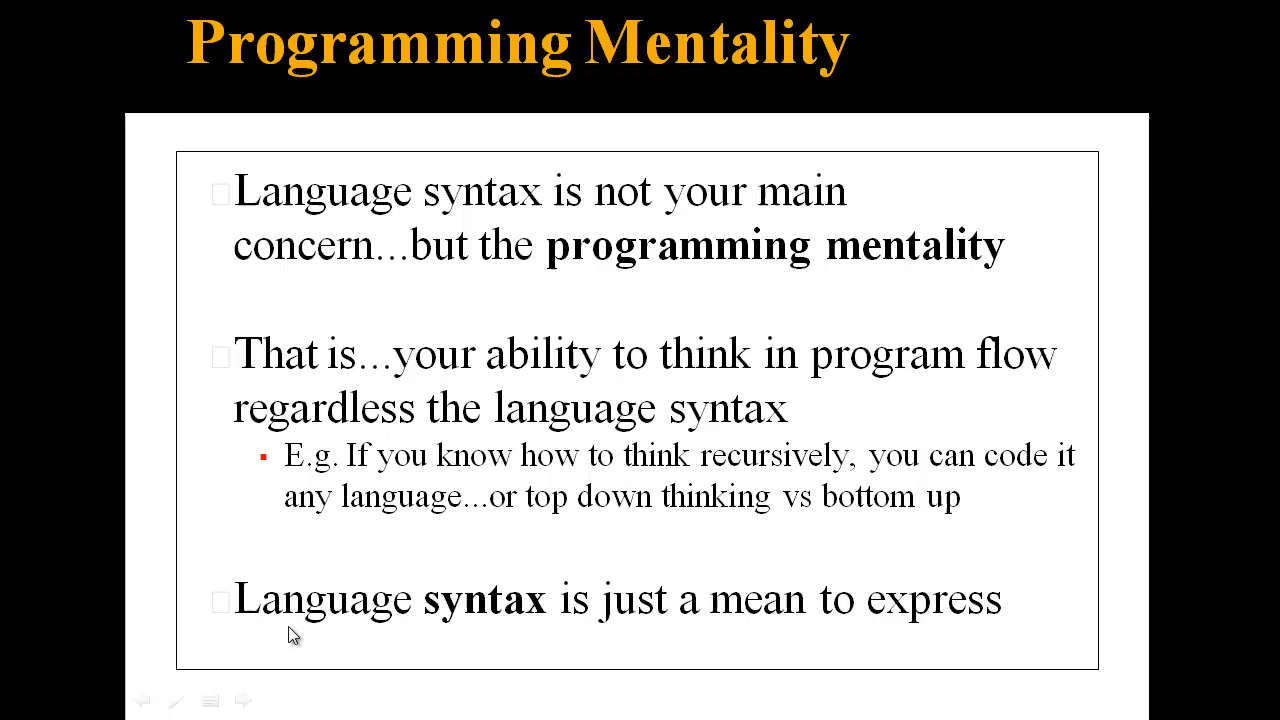 Programming Mentality
Language syntax is not your main
concern...but the programming mentality
That is...your ability to think in program flow
regardless the language syntax
E.g. If you know how to think recursively, you can code it
any language...or top down thinking vs bottom up
Language syntax is just a mean to express